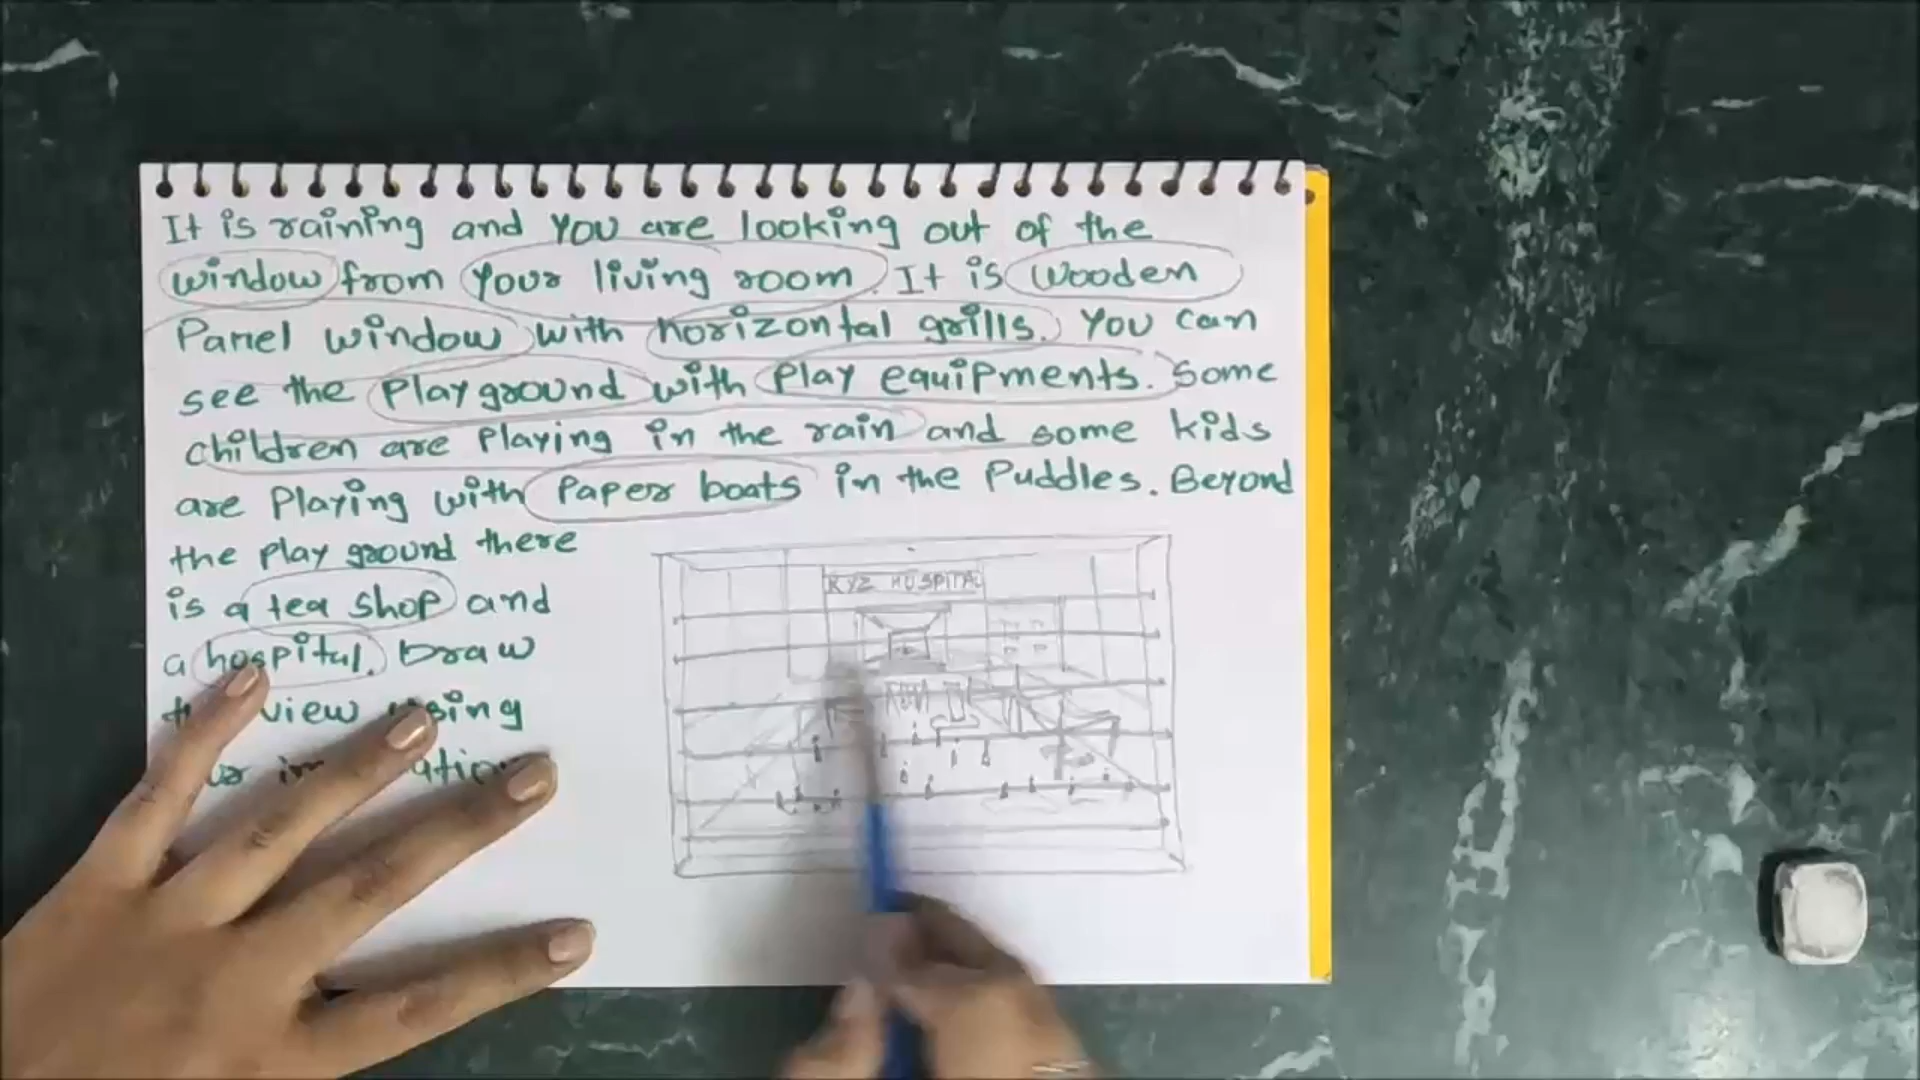 It is raining and you are looking out of the
window from your living room. It is wooden
Panel window with horizontal grills. You can
see the playground with play equipments. Some
children are playing in the rain and some kids
are playing with paper boats in the puddles. Beyond
the play ground there
is a tea shop and
a hospital. Draw
view using
XYZ HOSPITAL